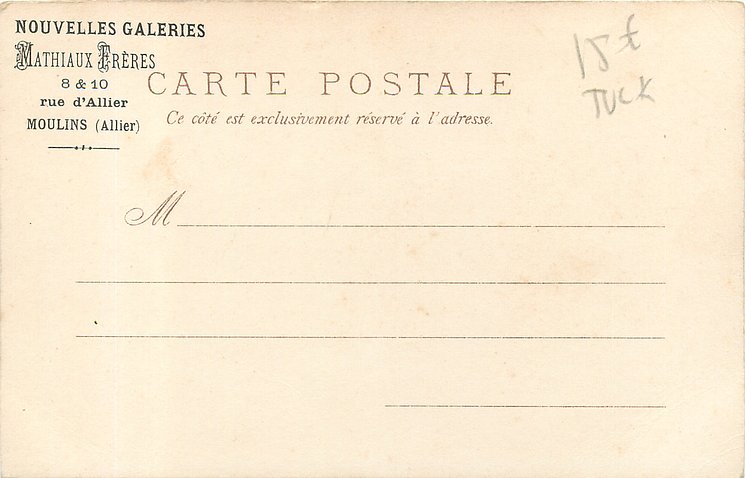 NOUVELLES GALERIES
MATHIAUX FRÈRES
8 & 10
rue d'Allier
MOULINS (Allier)
CARTE POSTALE
Ce côté est exclusivement réservé à l'adresse.
M
18€
TUCK